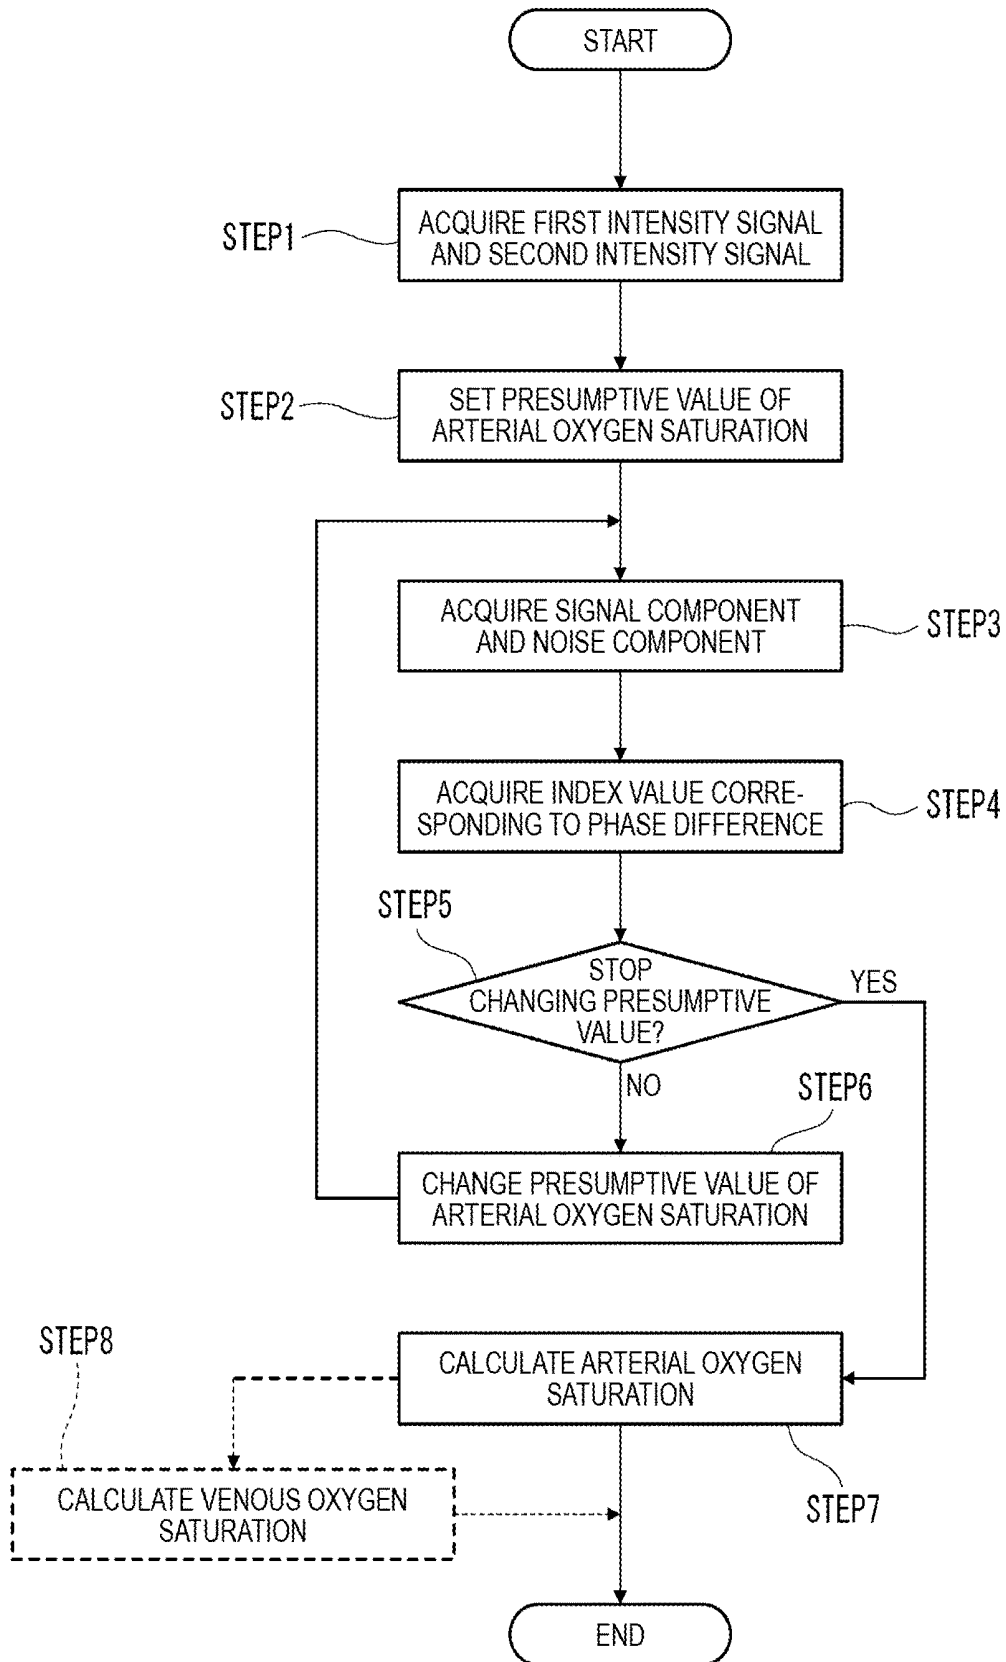 START
STEP1
ACQUIRE FIRST INTENSITY SIGNAL
AND SECOND INTENSITY SIGNAL
STEP2
SET PRESUMPTIVE VALUE OF
ARTERIAL OXYGEN SATURATION
ACQUIRE SIGNAL COMPONENT
AND NOISE COMPONENT
STEP3
ACQUIRE INDEX VALUE CORRE-
SPONDING TO PHASE DIFFERENCE
STEP4
STEP5
STOP
CHANGING PRESUMPTIVE
VALUE?
YES
NO
STEP6
CHANGE PRESUMPTIVE VALUE OF
ARTERIAL OXYGEN SATURATION
STEP8
CALCULATE ARTERIAL OXYGEN
SATURATION
STEP7
CALCULATE VENOUS OXYGEN
SATURATION
END